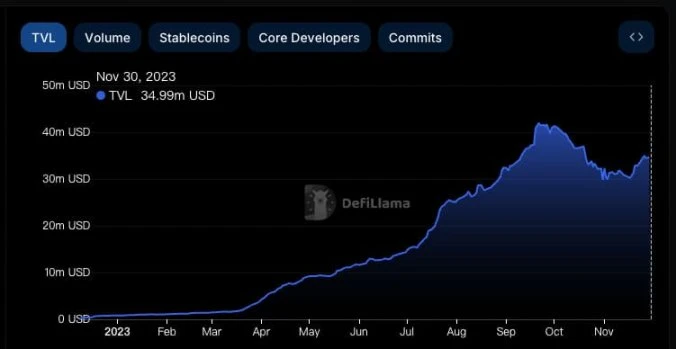 TVL Volume Stablecoins Core Developers Commits <>
Nov 30, 2023
TVL 34.99m USD
50m USD
40m USD
30m USD
20m USD
10m USD
0 USD
DefiLlama
2023 Feb Mar Apr May Jun Jul Aug Sep Oct Nov